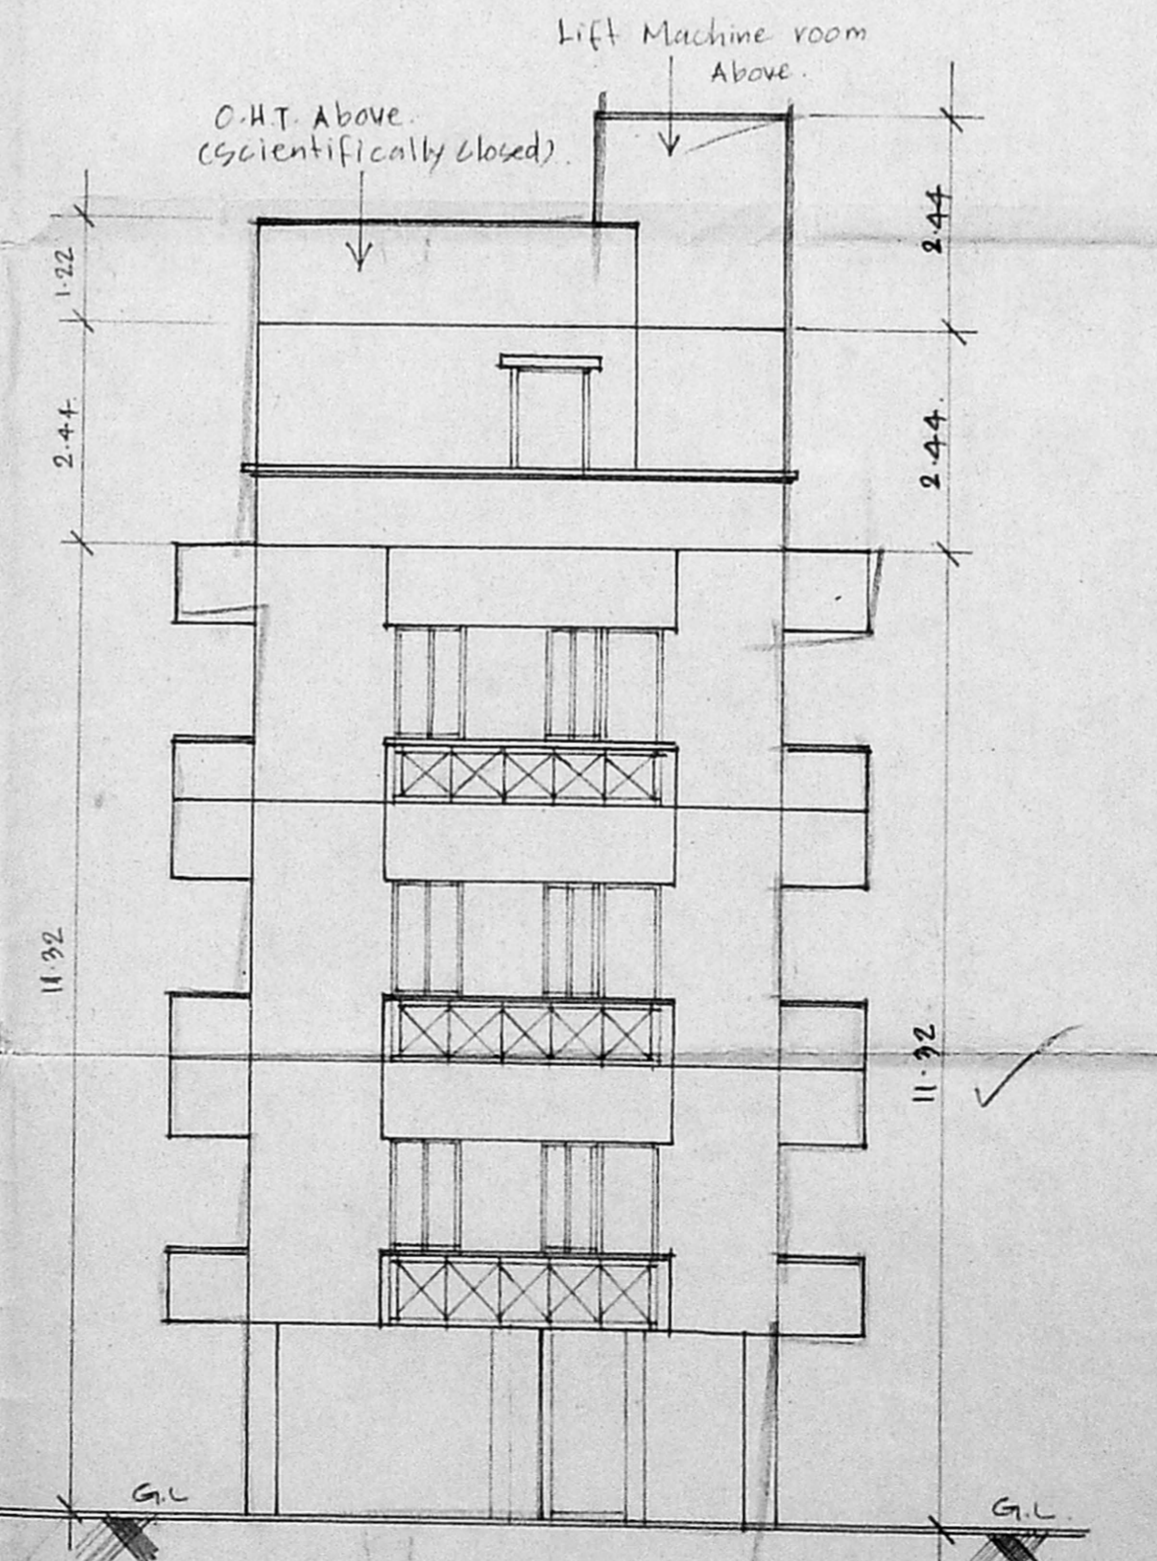 Lift Machine room
Above.
O.H.T. Above.
(scientifically closed).
2.44
1.22
2.44.
2.44.
11.32
11.32
G.L
G.L.